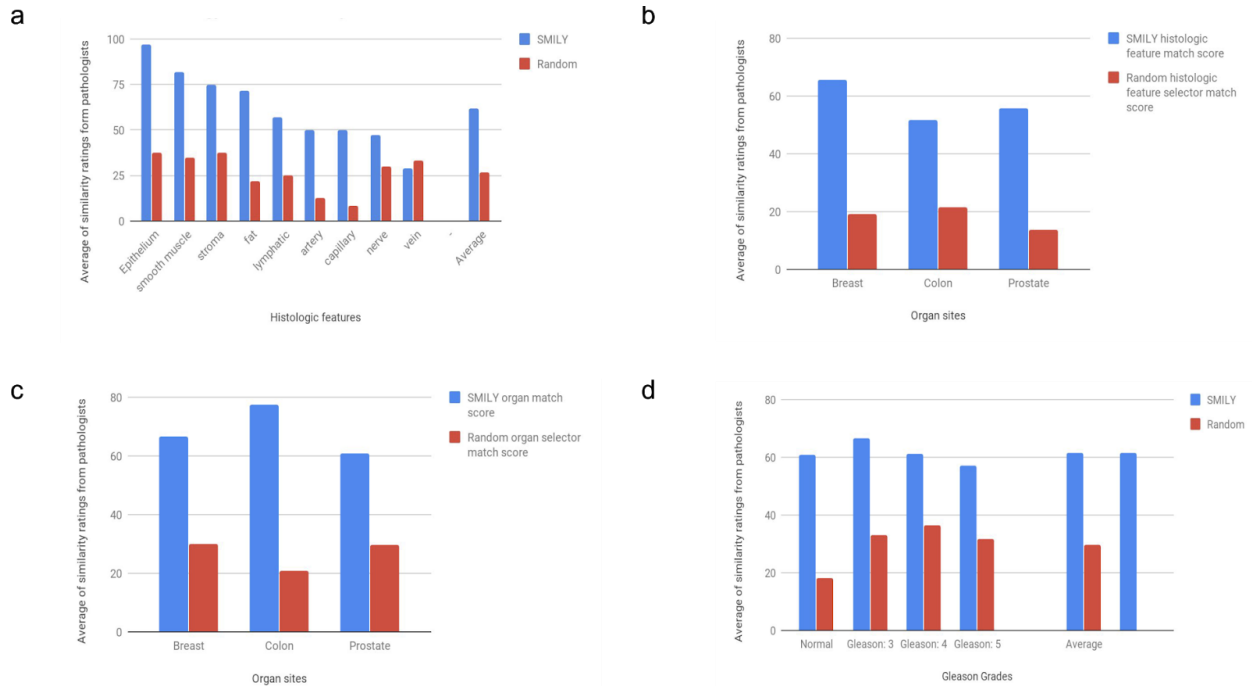 a
Average of similarity ratings form pathologists
100
75
50
25
0
Epithelium
smooth muscle
stroma
fat
lymphatic
artery
capillary
nerve
vein
-
Average
Histologic features
SMILY
Random
b
Average of similarity ratings from pathologists
80
60
40
20
0
Breast
Colon
Prostate
Organ sites
SMILY histologic
feature match score
Random histologic
feature selector match
score
c
Average of similarity ratings from pathologists
80
60
40
20
0
Breast
Colon
Prostate
Organ sites
SMILY organ match
score
Random organ selector
match score
d
Average of similarity ratings from pathologists
80
60
40
20
0
Normal
Gleason: 3
Gleason: 4
Gleason: 5
Average
Gleason Grades
SMILY
Random